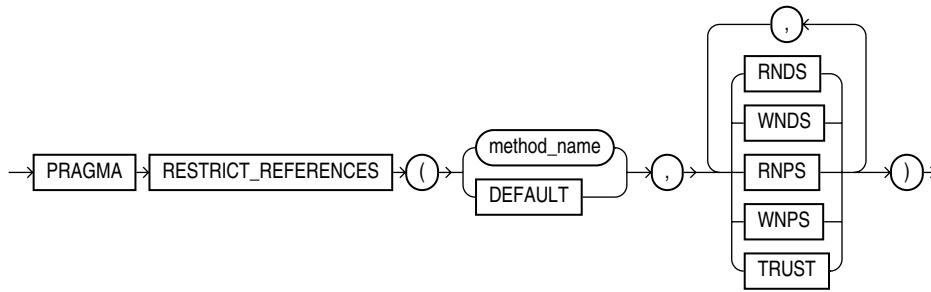 ,
RNDS
WNDS
method_name
PRAGMA RESTRICT_REFERENCES ( , RNPS )
DEFAULT
WNPS
TRUST